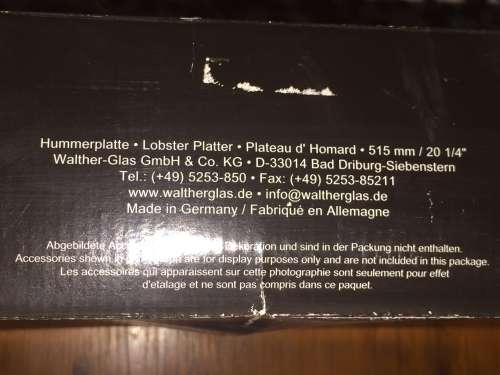 Hummerplatte • Lobster Platter • Plateau d' Homard • 515 mm / 20 1/4"
Walther-Glas GmbH & Co. KG • D-33014 Bad Driburg-Siebenstern
Tel.: (+49) 5253-850 • Fax: (+49) 5253-85211
www.waltherglas.de • info@waltherglas.de
Made in Germany / Fabriqué en Allemagne
Abgebildete und sind in der Packung nicht enthalten.
Accessories shown in are for display purposes only and are not included in this package.
Les accessoires qui apparaissent sur cette photographie sont seulement pour effet
d'etalage et ne sont pas compris dans ce paquet.